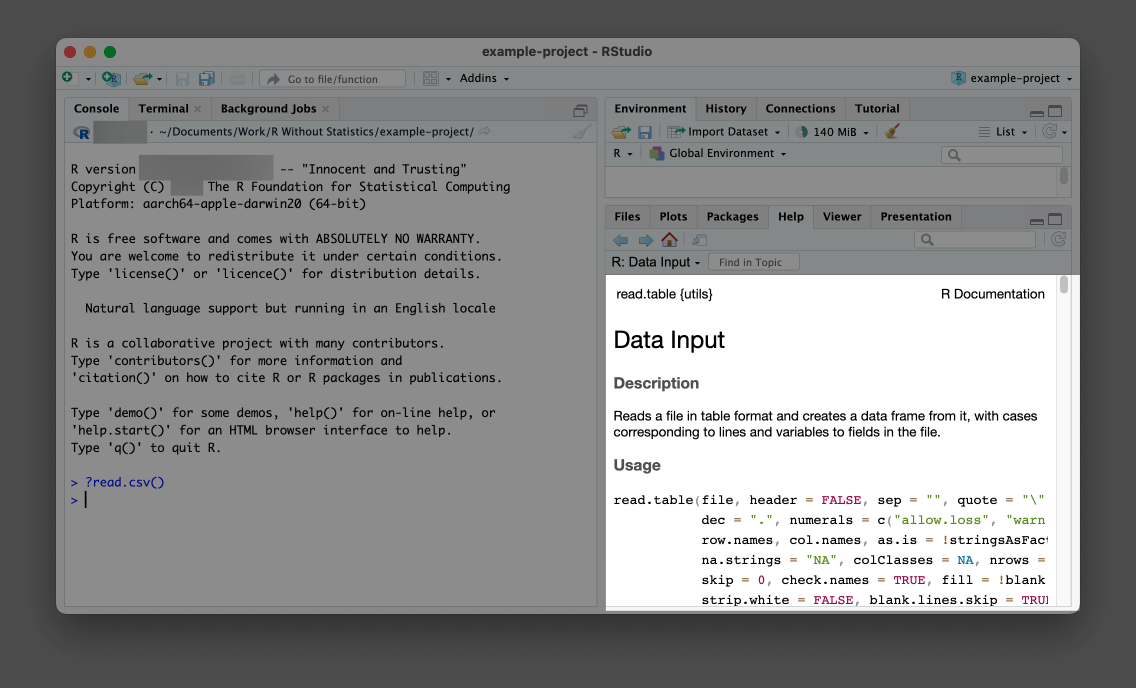 example-project - RStudio
Go to file/function
Addins
example-project
Console
Terminal
Background Jobs
· ~/Documents/Work/R Without Statistics/example-project/
R version -- "Innocent and Trusting"
Copyright (C) The R Foundation for Statistical Computing
Platform: aarch64-apple-darwin20 (64-bit)
R is free software and comes with ABSOLUTELY NO WARRANTY.
You are welcome to redistribute it under certain conditions.
Type 'license()' or 'licence()' for distribution details.
Natural language support but running in an English locale
R is a collaborative project with many contributors.
Type 'contributors()' for more information and
'citation()' on how to cite R or R packages in publications.
Type 'demo()' for some demos, 'help()' for on-line help, or
'help.start()' for an HTML browser interface to help.
Type 'q()' to quit R.
> ?read.csv()
>
Environment
History
Connections
Tutorial
Import Dataset
140 MiB
List
R
Global Environment
Files
Plots
Packages
Help
Viewer
Presentation
R: Data Input
Find in Topic
read.table {utils}
R Documentation
Data Input
Description
Reads a file in table format and creates a data frame from it, with cases
corresponding to lines and variables to fields in the file.
Usage
read.table(file, header = FALSE, sep = "", quote = "\"
dec = ".", numerals = c("allow.loss", "warn
row.names, col.names, as.is = !stringsAsFact
na.strings = "NA", colClasses = NA, nrows =
skip = 0, check.names = TRUE, fill = !blank
strip.white = FALSE, blank.lines.skip = TRUE